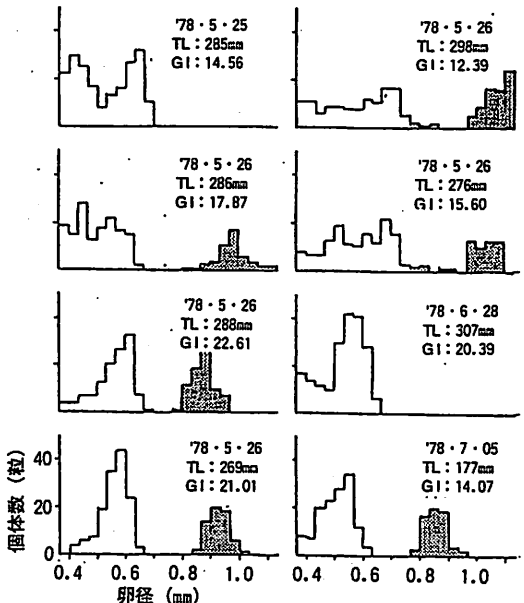 '78・5・25
TL：285mm
GI：14.56
'78・5・26
TL：298mm
GI：12.39
'78・5・26
TL：286mm
GI：17.87
'78・5・26
TL：276mm
GI：15.60
'78・5・26
TL：288mm
GI：22.61
'78・6・28
TL：307mm
GI：20.39
'78・5・26
TL：269mm
GI：21.01
'78・7・05
TL：177mm
GI：14.07
個体数 (粒)
40
20
0
0.4 0.6 0.8 1.0
0.4 0.6 0.8 1.0
卵径 (mm)